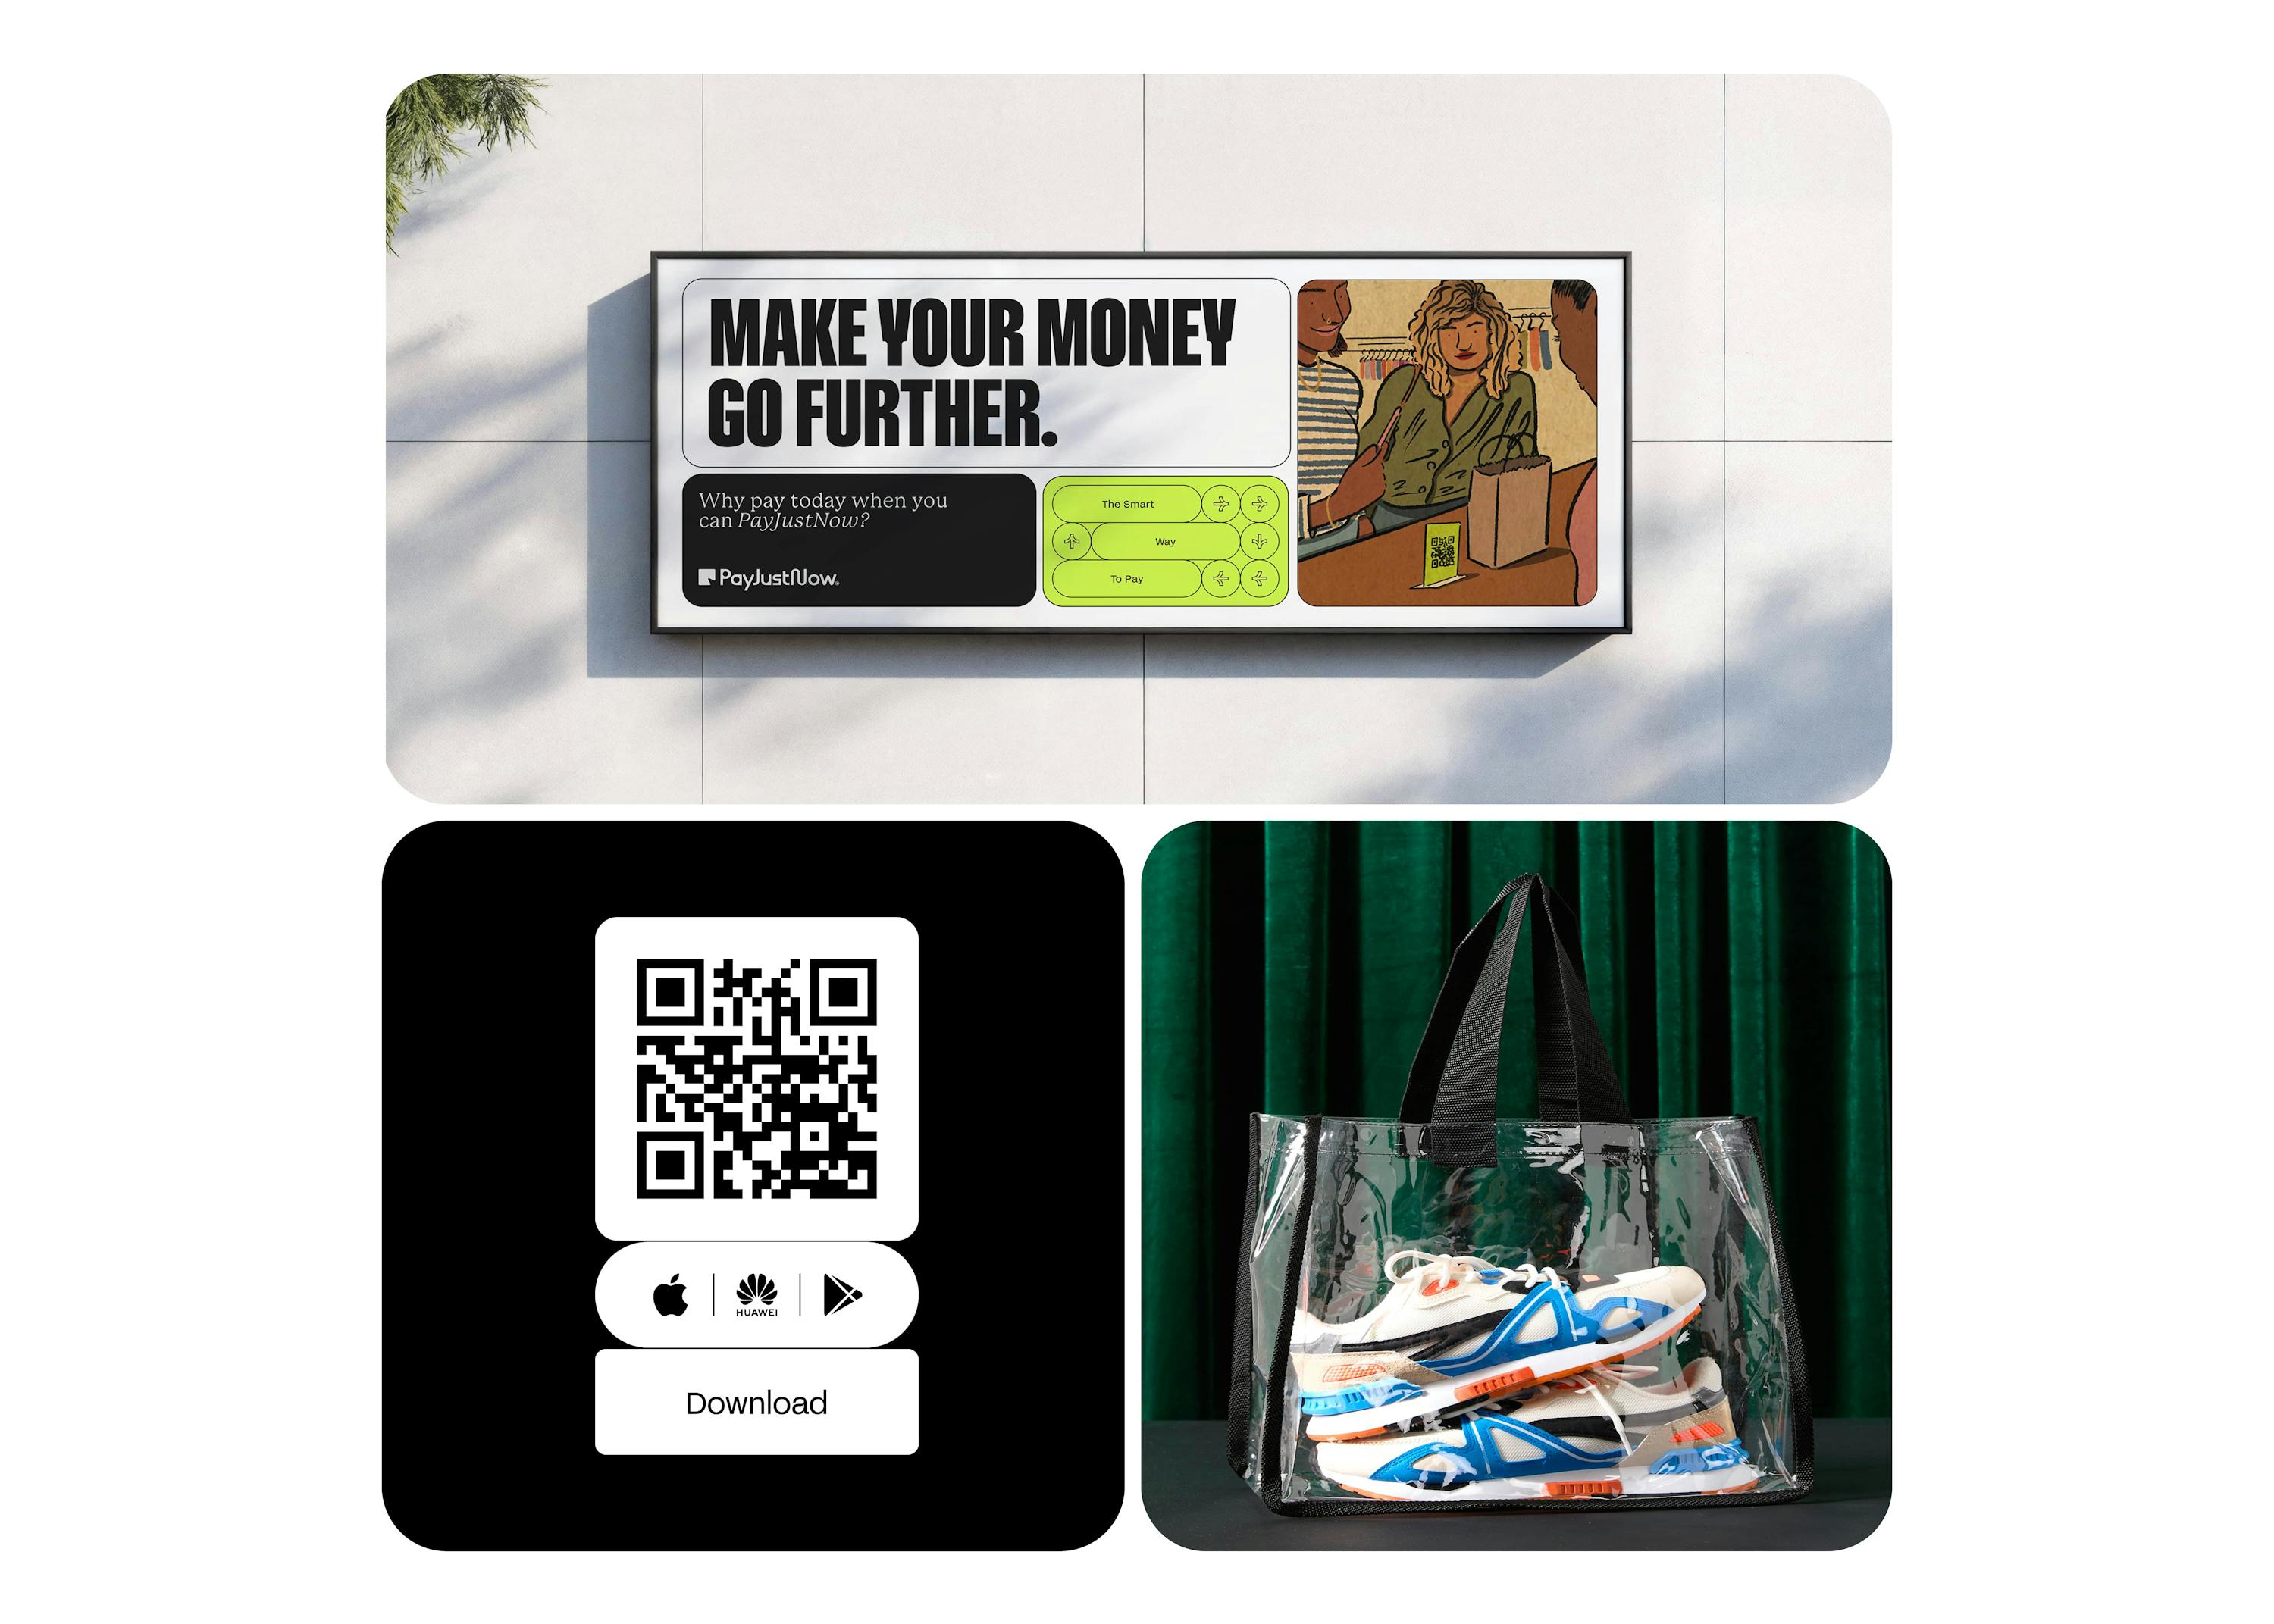 MAKE YOUR MONEY
GO FURTHER.
Why pay today when you
can PayJustNow?
PayJustNow.
The Smart
Way
To Pay
HUAWEI
Download